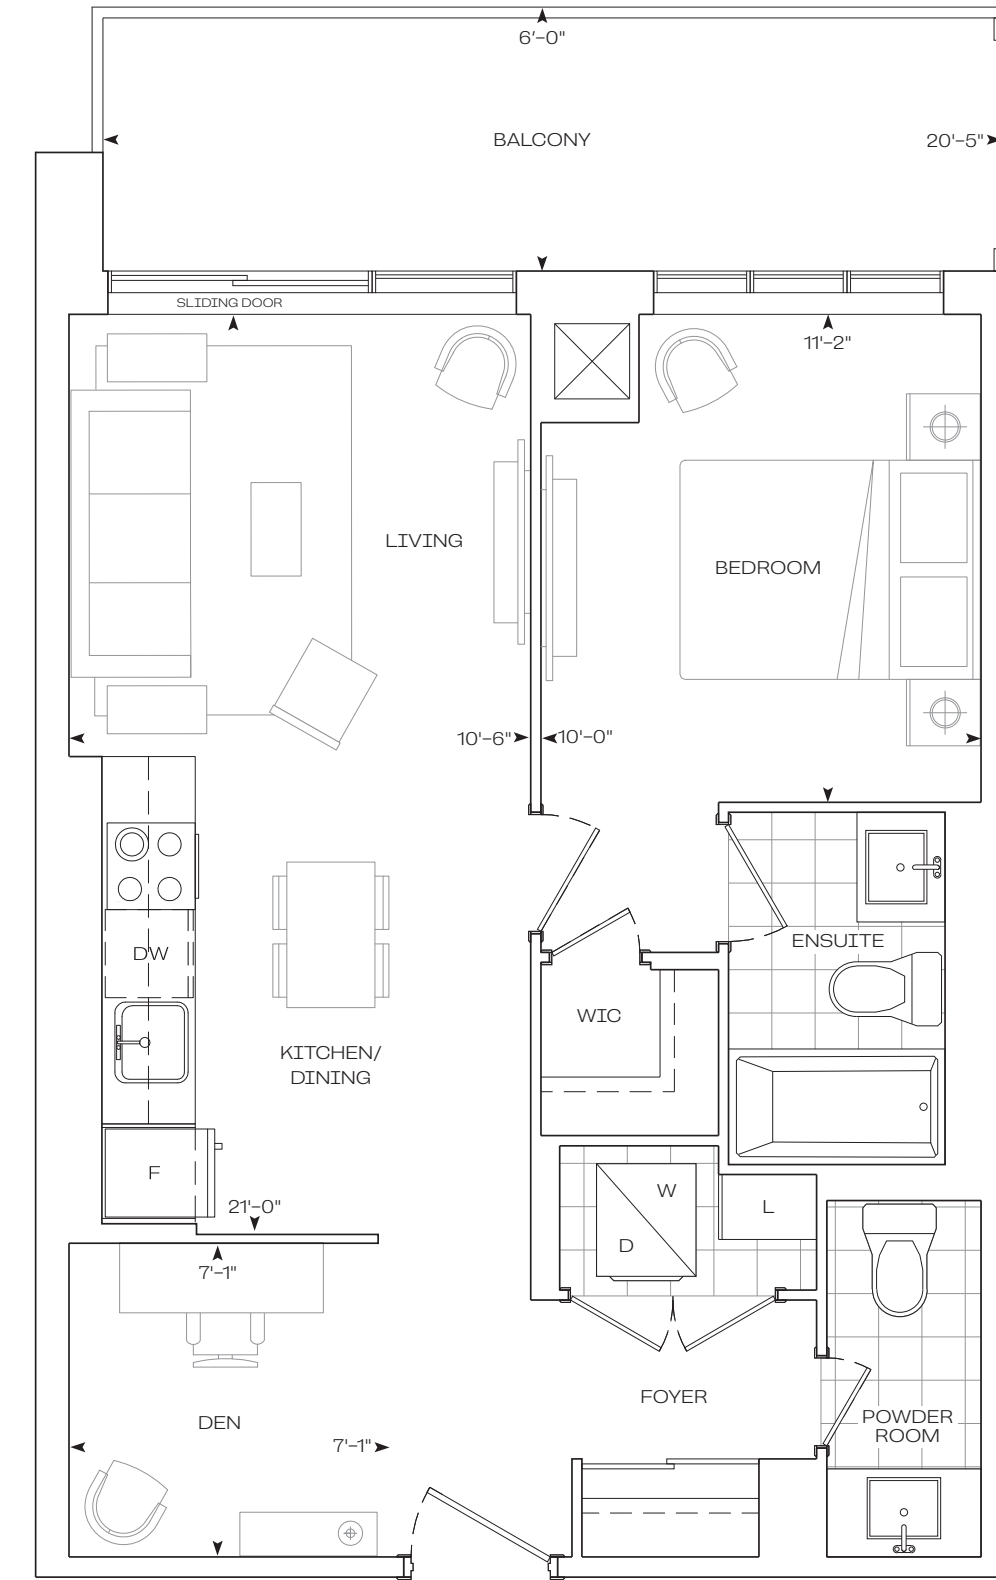 6'-0"
BALCONY
20'-5"
SLIDING DOOR
11'-2"
LIVING
BEDROOM
10'-6"
10'-0"
DW
ENSUITE
WIC
KITCHEN/
DINING
F
W
L
21'-0"
D
7'-1"
FOYER
DEN
POWDER
ROOM
7'-1"